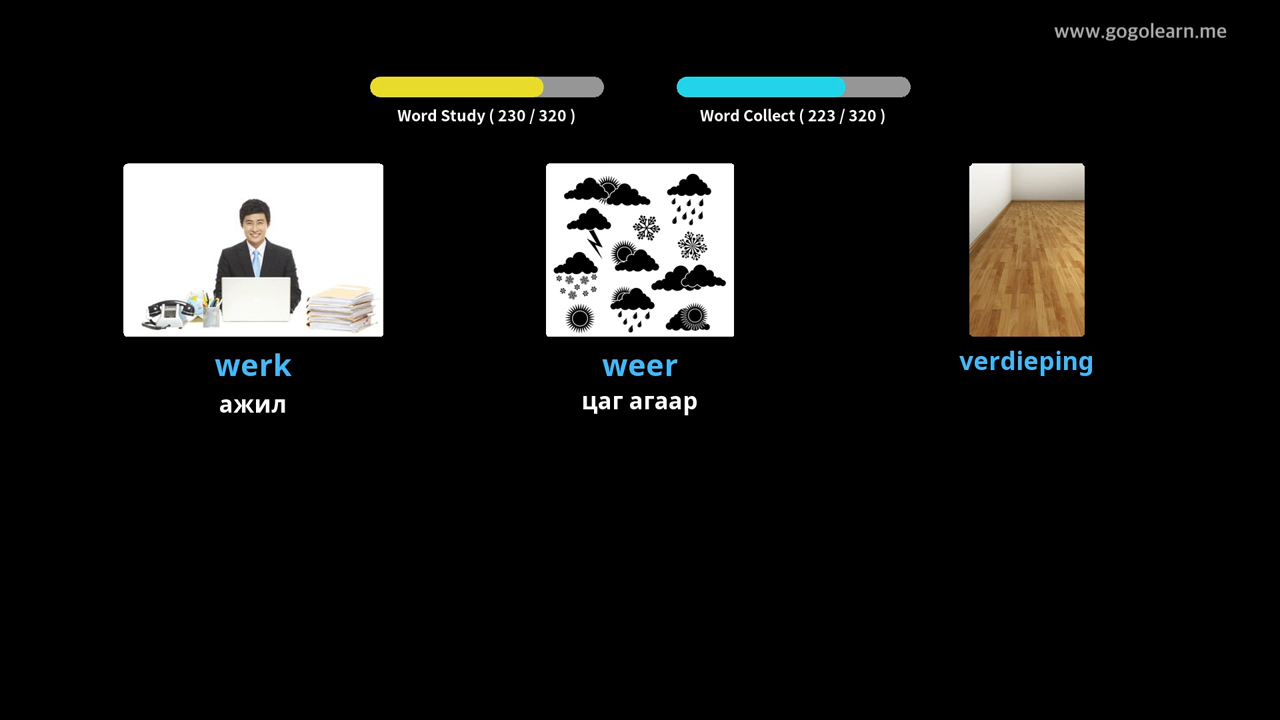 www.gogolearn.me
Word Study ( 230 / 320 )
Word Collect ( 223 / 320 )
werk
ажил
weer
цаг агаар
verdieping